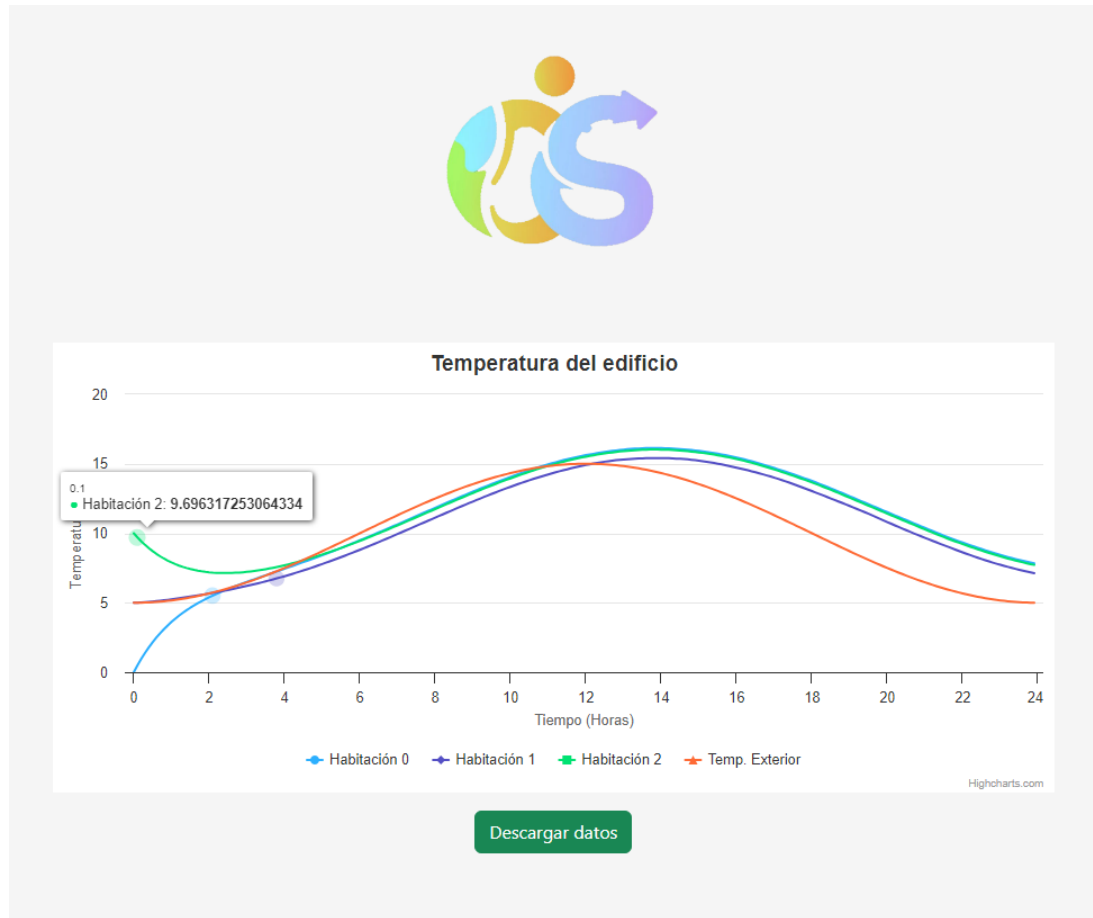 Temperatura del edificio
20
15
10
5
0
0.1
● Habitación 2: 9.696317253064334
0 2 4 6 8 10 12 14 16 18 20 22 24
Tiempo (Horas)
Habitación 0 Habitación 1 Habitación 2 Temp. Exterior
Highcharts.com
Descargar datos